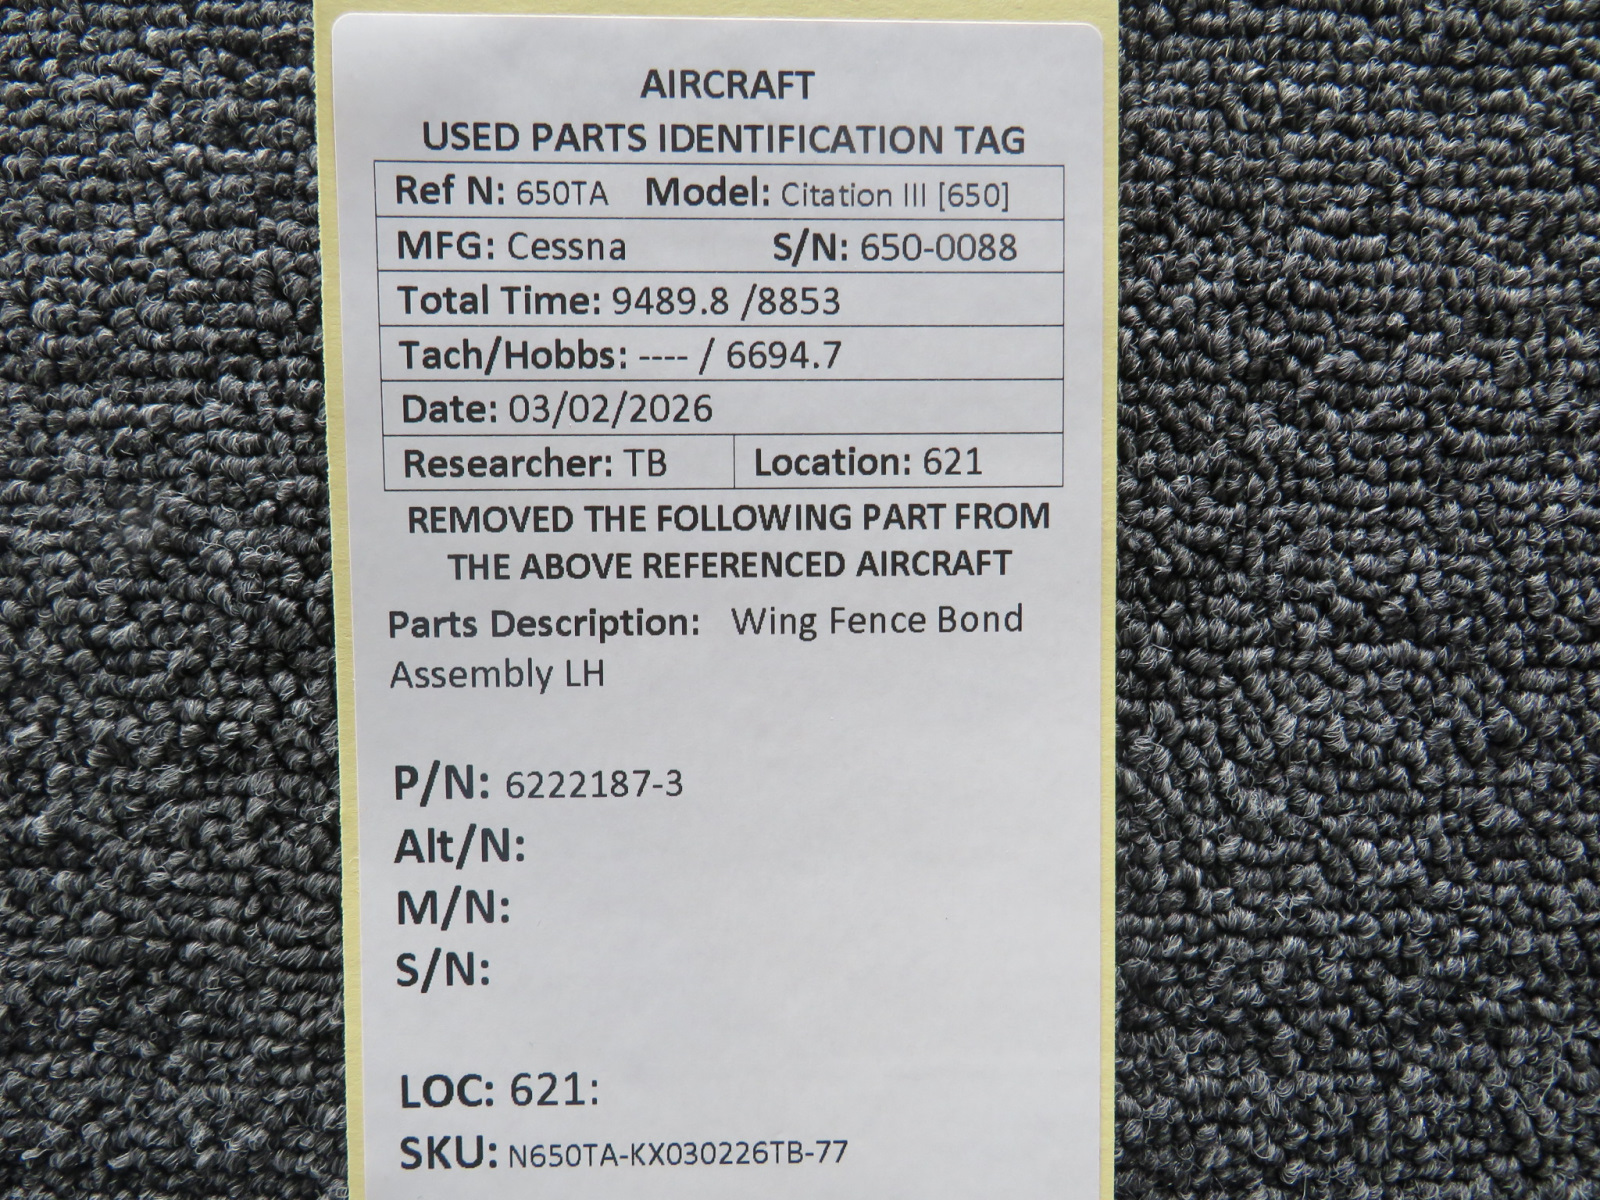 AIRCRAFT
USED PARTS IDENTIFICATION TAG
Ref N: 650TA Model: Citation III [650]
MFG: Cessna S/N: 650-0088
Total Time: 9489.8 /8853
Tach/Hobbs: ---- / 6694.7
Date: 03/02/2026
Researcher: TB Location: 621
REMOVED THE FOLLOWING PART FROM
THE ABOVE REFERENCED AIRCRAFT
Parts Description: Wing Fence Bond
Assembly LH
P/N: 6222187-3
Alt/N:
M/N:
S/N:
LOC: 621:
SKU: N650TA-KX030226TB-77